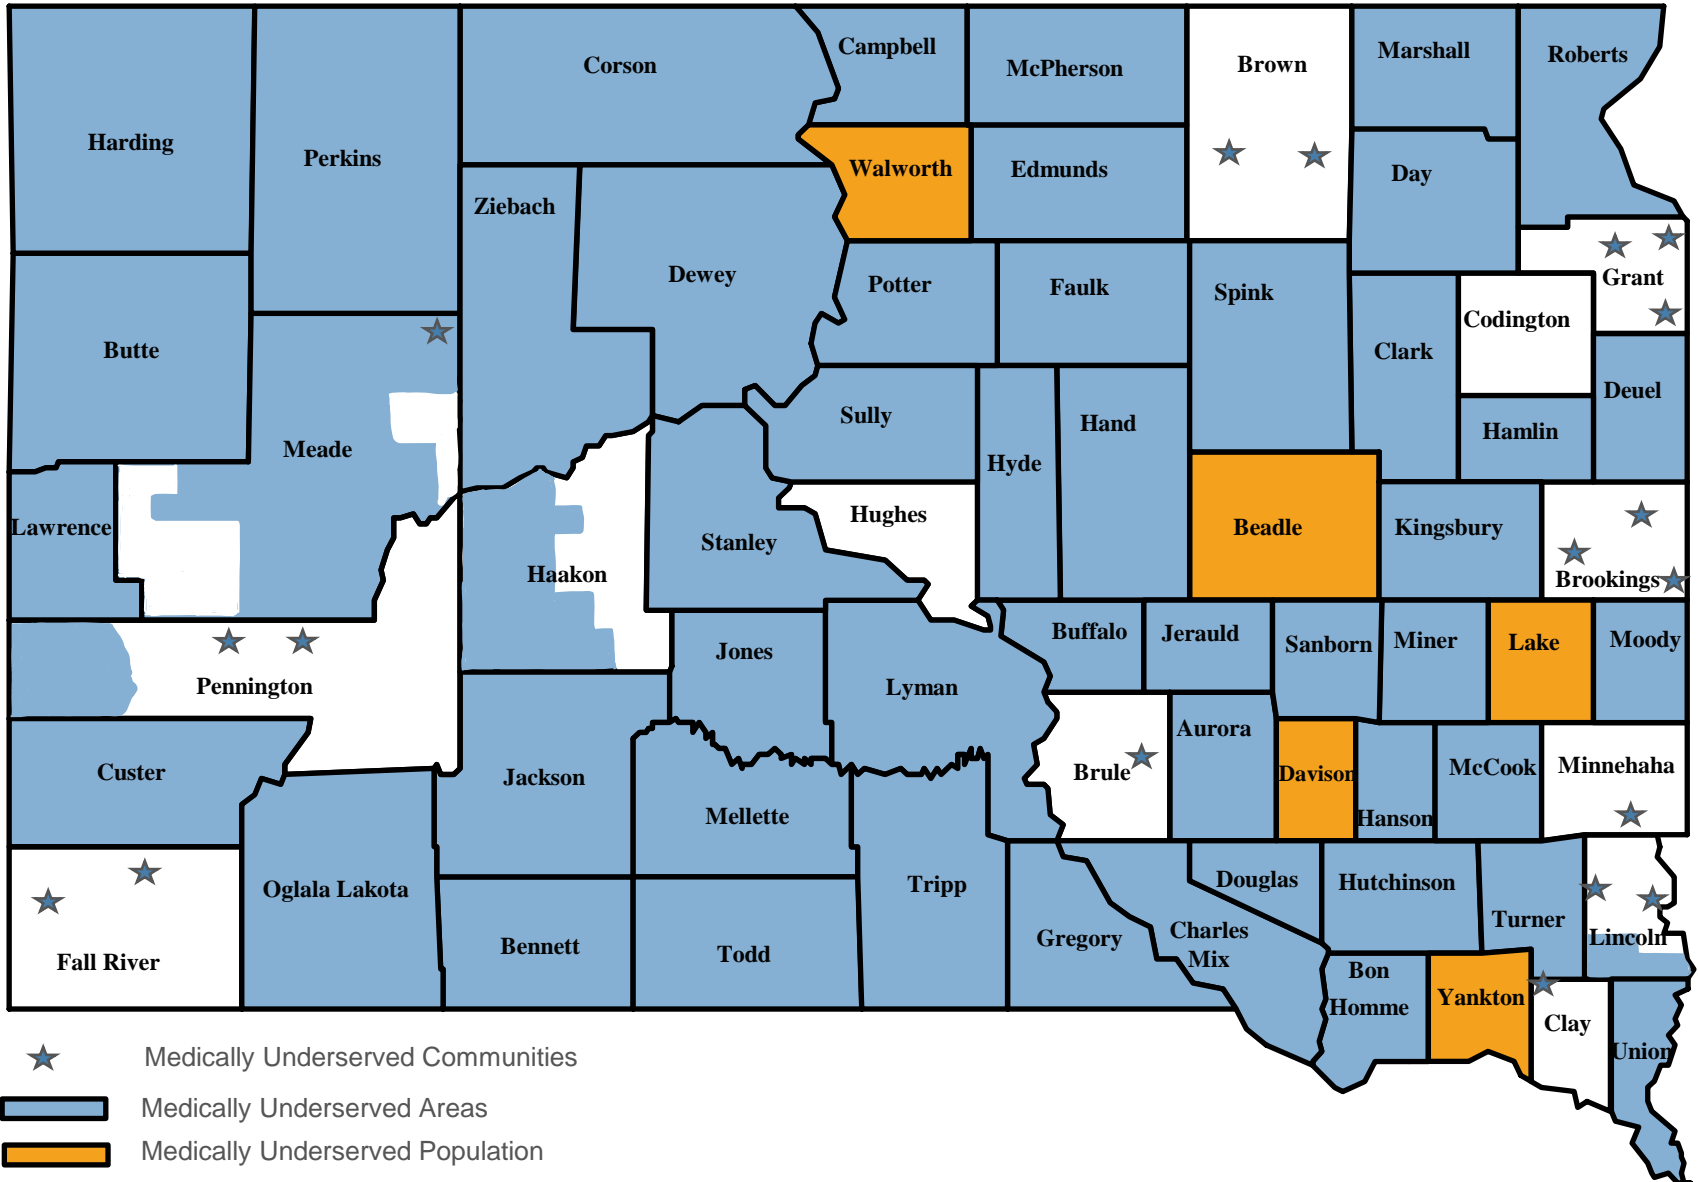 Corson
Campbell
McPherson
Brown
Marshall
Roberts
Harding
Perkins
Ziebach
Walworth
Edmunds
Day
Dewey
Potter
Faulk
Spink
Grant
Codington
Butte
Clark
Deuel
Meade
Sully
Hand
Hyde
Hamlin
Lawrence
Hughes
Stanley
Beadle
Kingsbury
Haakon
Brookings
Buffalo
Jerauld
Sanborn
Miner
Lake
Moody
Jones
Lyman
Pennington
Aurora
Custer
Jackson
Brule
Davison
McCook
Minnehaha
Mellette
Hanson
Oglala Lakota
Tripp
Douglas
Hutchinson
Turner
Lincoln
Fall River
Bennett
Todd
Gregory
Charles
Mix
Bon
Homme
Yankton
Clay
Union
Medically Underserved Communities
Medically Underserved Areas
Medically Underserved Population